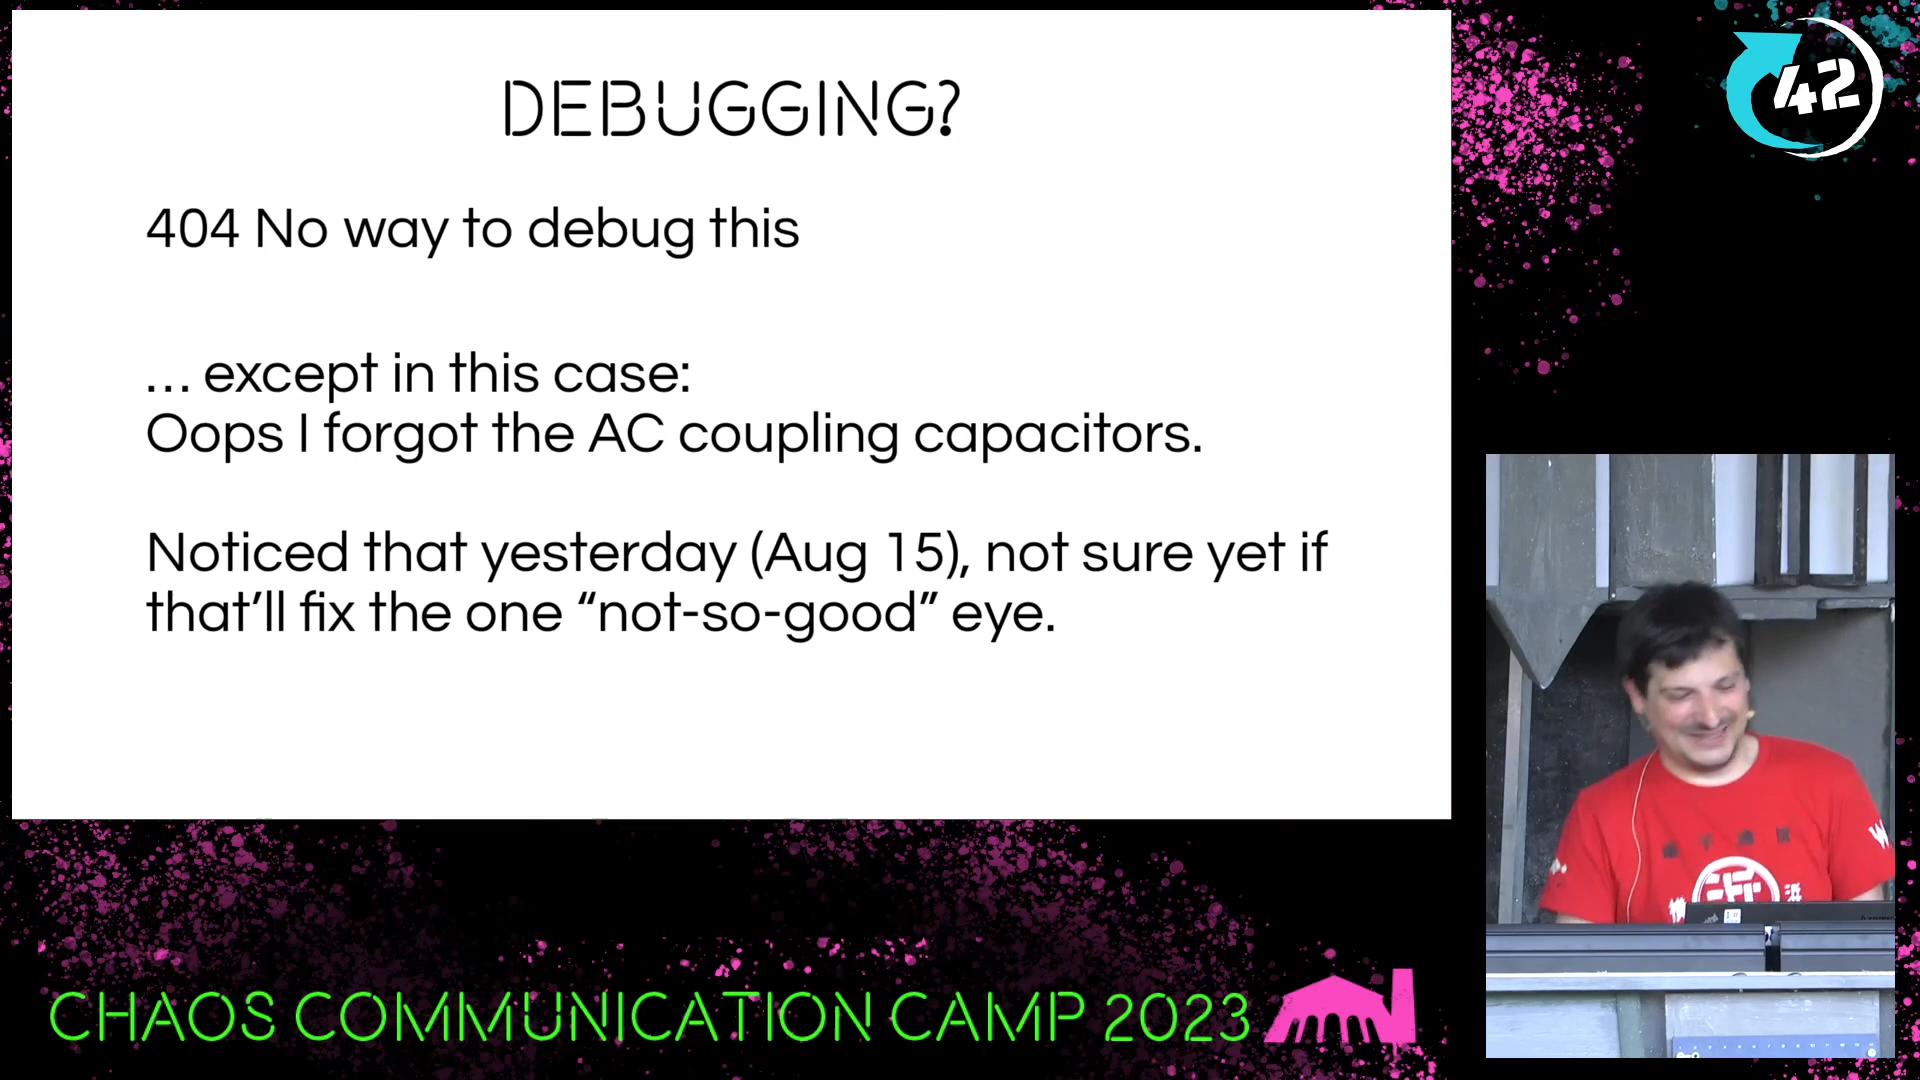 DEBUGGING?
404 No way to debug this
… except in this case:
Oops I forgot the AC coupling capacitors.
Noticed that yesterday (Aug 15), not sure yet if
that’ll fix the one “not-so-good” eye.
42
CHAOS COMMUNICATION CAMP 2023